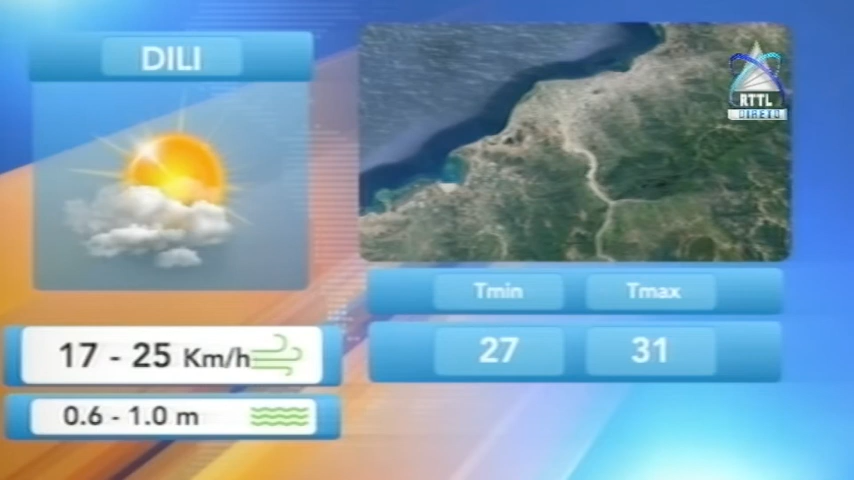 DILI
RTTL
DIRETO
Tmin Tmax
27 31
17 - 25 Km/h
0.6 - 1.0 m